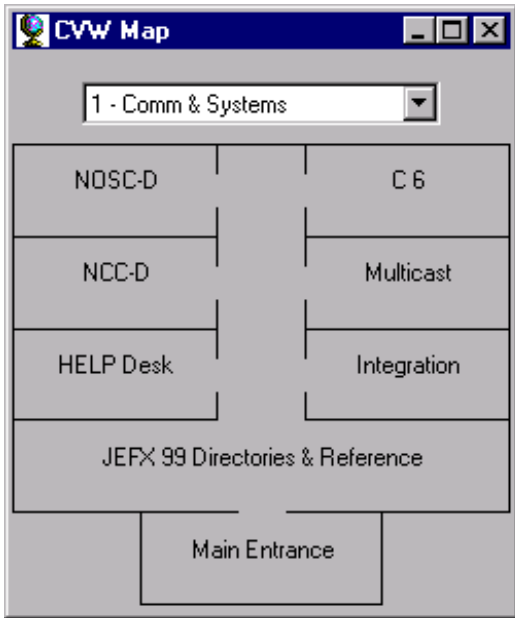 CVW Map
1 - Comm & Systems
NOSC-D
C 6
NCC-D
Multicast
HELP Desk
Integration
JEFX 99 Directories & Reference
Main Entrance